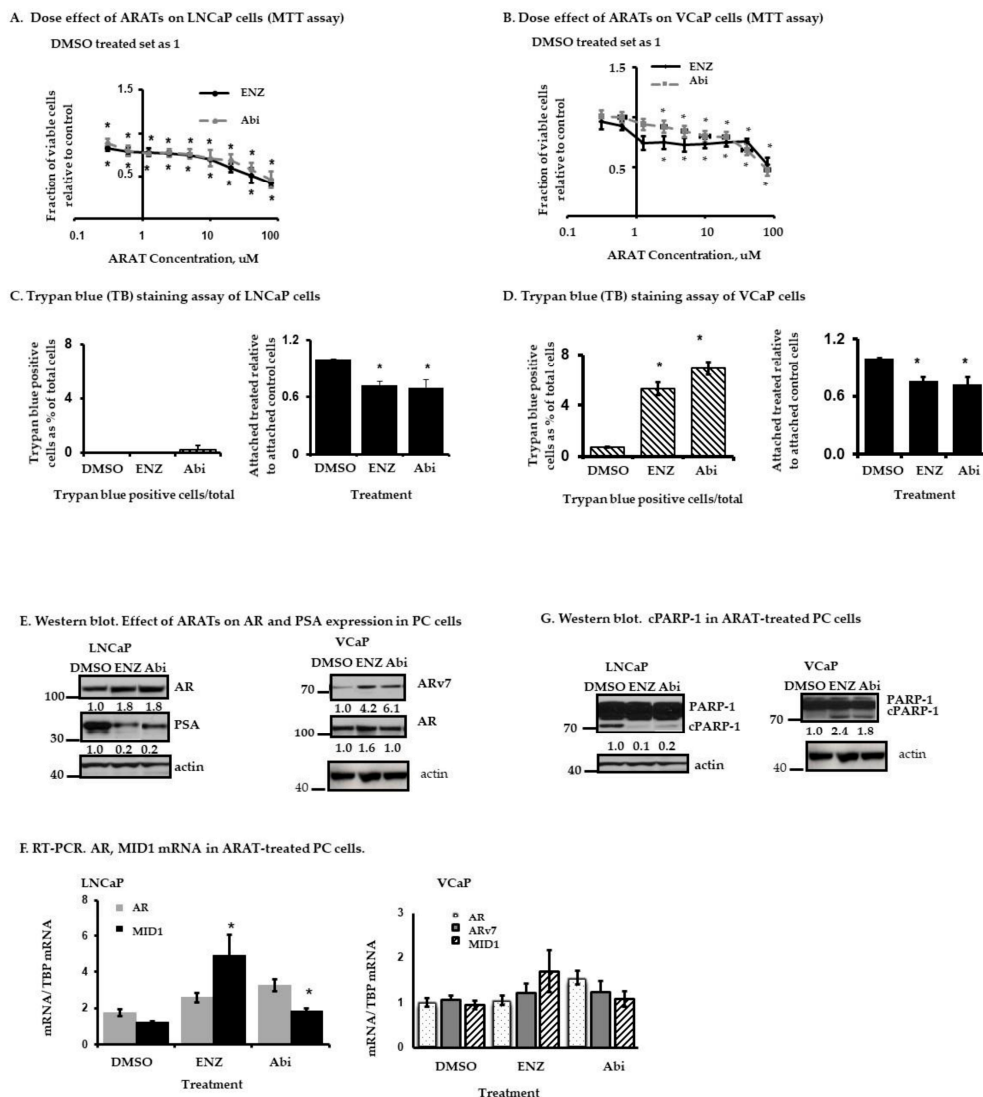 A. Dose effect of ARATs on LNCaP cells (MTT assay)
DMSO treated set as 1
Fraction of viable cells
relative to control
1.5
1
0.5
ENZ
Abi
* * * * * * * * *
* * * * * * * * *
0.1 1 10 100
ARAT Concentration, uM
B. Dose effect of ARATs on VCaP cells (MTT assay)
DMSO treated set as 1
Fraction of viable cells
relative to control
1.5
1
0.5
ENZ
Abi
* * * * * *
* * * * * *
0.1 1 10 100
ARAT Concentration., uM
C. Trypan blue (TB) staining assay of LNCaP cells
Trypan blue positive
cells as % of total cells
8
4
0
DMSO ENZ Abi
Trypan blue positive cells/total
Attached treated relative
to attached control cells
1.2
0.6
0
* *
DMSO ENZ Abi
Treatment
D. Trypan blue (TB) staining assay of VCaP cells
Trypan blue positive
cells as % of total cells
8
4
0
* *
DMSO ENZ Abi
Trypan blue positive cells/total
Attached treated relative
to attached control cells
1.2
0.6
0.0
* *
DMSO ENZ Abi
Treatment
E. Western blot. Effect of ARATs on AR and PSA expression in PC cells
LNCaP
DMSO ENZ Abi
100 AR
1.0 1.8 1.8
30 PSA
1.0 0.2 0.2
40 actin
VCaP
DMSO ENZ Abi
70 ARv7
1.0 4.2 6.1
100 AR
1.0 1.6 1.0
40 actin
G. Western blot. cPARP-1 in ARAT-treated PC cells
LNCaP
DMSO ENZ Abi
PARP-1
70 cPARP-1
1.0 0.1 0.2
40 actin
VCaP
DMSO ENZ Abi
PARP-1
70 cPARP-1
1.0 2.4 1.8
40 actin
F. RT-PCR. AR, MID1 mRNA in ARAT-treated PC cells.
LNCaP
mRNA/ TBP mRNA
8
6
4
2
0
AR
MID1
* *
DMSO ENZ Abi
Treatment
VCaP
mRNA/ TBP mRNA
3
2
1
0
AR
ARv7
MID1
DMSO ENZ Abi
Treatment